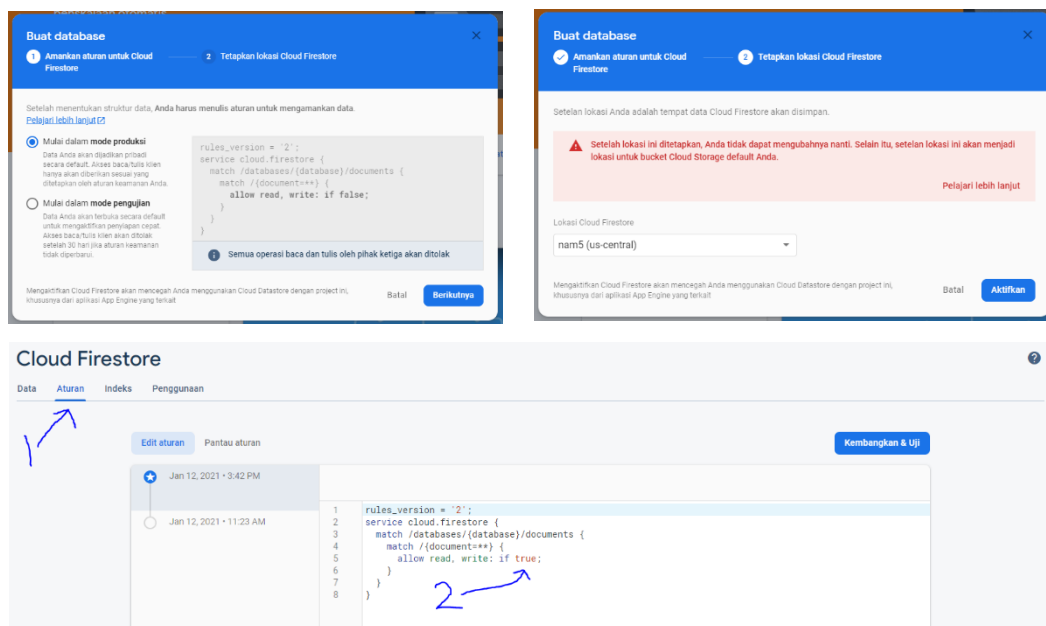 Buat database
1 Amankan aturan untuk Cloud Firestore
2 Tetapkan lokasi Cloud Firestore
Setelah menentukan struktur data, Anda harus menulis aturan untuk mengamankan data.
Pelajari lebih lanjut
Mulai dalam mode produksi
Data Anda akan dijadikan pribadi
secara default. Akses baca/tulis klien
hanya akan diberikan sesuai yang
ditetapkan oleh aturan keamanan Anda.
Mulai dalam mode pengujian
Data Anda akan terbuka secara default
untuk mengaktifkan penyiapan cepat.
Akses baca/tulis klien akan ditolak
setelah 30 hari jika aturan keamanan
tidak diperbarui.
rules_version = '2';
service cloud.firestore {
match /databases/{database}/documents {
match /{document=**} {
allow read, write: if false;
}
}
}
Semua operasi baca dan tulis oleh pihak ketiga akan ditolak
Mengaktifkan Cloud Firestore akan mencegah Anda menggunakan Cloud Datastore dengan project ini,
khususnya dari aplikasi App Engine yang terkait
Batal
Berikutnya
Buat database
Amankan aturan untuk Cloud Firestore
2 Tetapkan lokasi Cloud Firestore
Setelan lokasi Anda adalah tempat data Cloud Firestore akan disimpan.
Setelah lokasi ini ditetapkan, Anda tidak dapat mengubahnya nanti. Selain itu, setelan lokasi ini akan menjadi
lokasi untuk bucket Cloud Storage default Anda.
Pelajari lebih lanjut
Lokasi Cloud Firestore
nam5 (us-central)
Mengaktifkan Cloud Firestore akan mencegah Anda menggunakan Cloud Datastore dengan project ini,
khususnya dari aplikasi App Engine yang terkait
Batal
Aktifkan
Cloud Firestore
Data Aturan Indeks Penggunaan
1
Edit aturan Pantau aturan
Kembangkan & Uji
Jan 12, 2021 • 3:42 PM
Jan 12, 2021 • 11:23 AM
1 rules_version = '2';
2 service cloud.firestore {
3 match /databases/{database}/documents {
4 match /{document=**} {
5 allow read, write: if true;
6 }
7 }
8 }
2